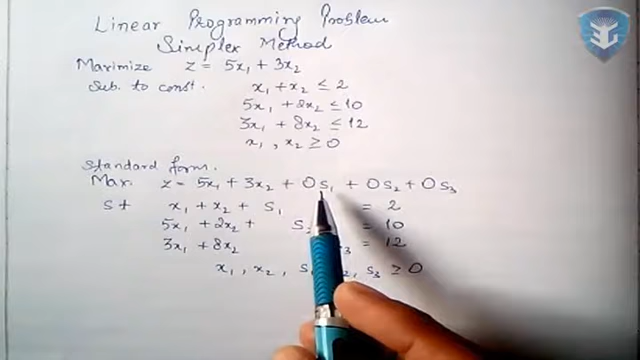 Linear Programming Problem
Simplex Method
Maximize z = 5x₁ + 3x₂
Sub. to const. x₁ + x₂ ≤ 2
5x₁ + 2x₂ ≤ 10
3x₁ + 8x₂ ≤ 12
x₁, x₂ ≥ 0
Standard form.
Max. z = 5x₁ + 3x₂ + 0s₁ + 0s₂ + 0s₃
st x₁ + x₂ + s₁ = 2
5x₁ + 2x₂ + = 10
3x₁ + 8x₂ = 12
x₁, x₂, s₃ ≥ 0